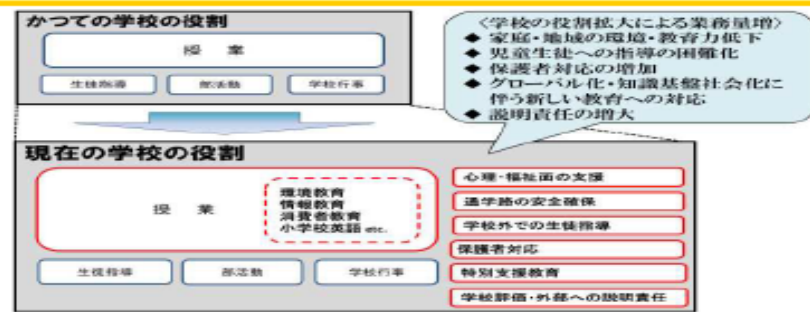 かつての学校の役割
授 業
生徒指導
部活動
学校行事
〈学校の役割拡大による業務量増〉
◆ 家庭・地域の環境・教育力低下
◆ 児童生徒への指導の困難化
◆ 保護者対応の増加
◆ グローバル化・知識基盤社会化に
伴う新しい教育への対応
◆ 説明責任の増大
現在の学校の役割
授 業
環境教育
情報教育
消費者教育
小学校英語 etc.
生徒指導
部活動
学校行事
心理・福祉面の支援
通学路の安全確保
学校外での生徒指導
保護者対応
特別支援教育
学校評価・外部への説明責任